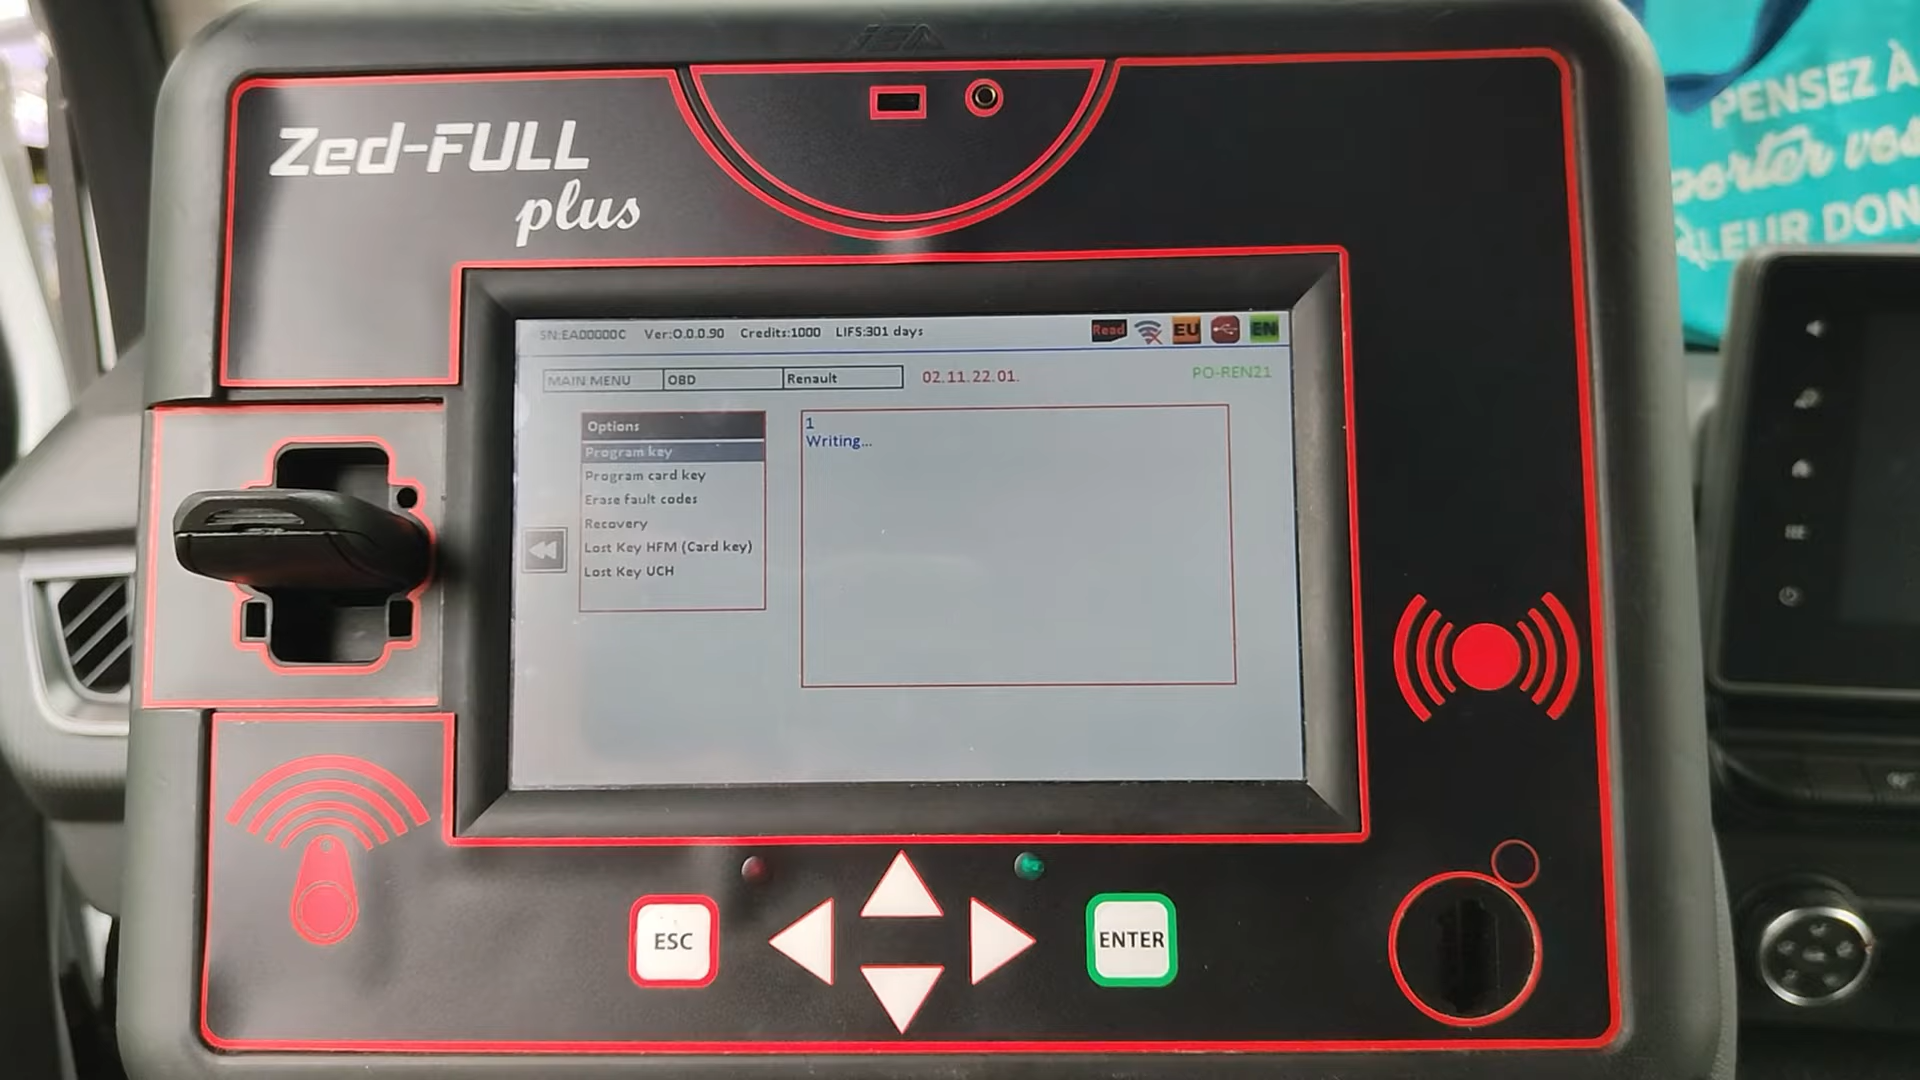 ISEA
Zed-FULL
plus
SN:EA00000C Ver:O.0.0.90 Credits:1000 LIFS:301 days Read EU EN
MAIN MENU OBD Renault 02.11.22.01. PO-REN21
Options
Program key
Program card key
Erase fault codes
Recovery
Lost Key HFM (Card key)
Lost Key UCH
1
Writing...
ESC
ENTER
PENSEZ À
porter vos
LEUR DON